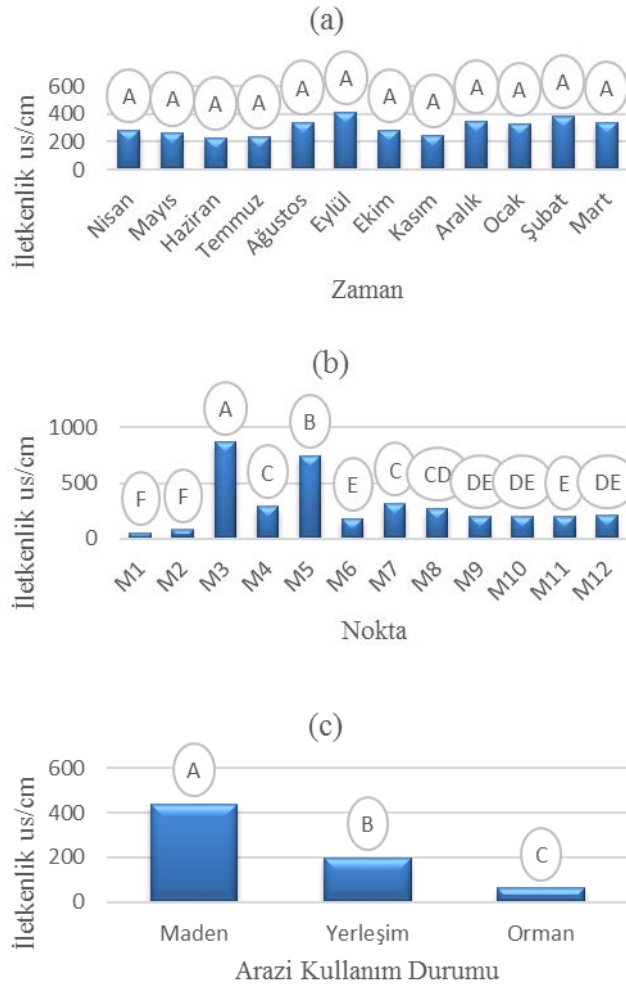 (a)
İletkenlik us/cm
600
400
200
0
A A A A A A A A A A A A
Nisan Mayıs Haziran Temmuz Ağustos Eylül Ekim Kasım Aralık Ocak Şubat Mart
Zaman
(b)
İletkenlik us/cm
1000
500
0
F F A C B E C CD DE DE E DE
M1 M2 M3 M4 M5 M6 M7 M8 M9 M10 M11 M12
Nokta
(c)
İletkenlik us/cm
600
400
200
0
A B C
Maden Yerleşim Orman
Arazi Kullanım Durumu